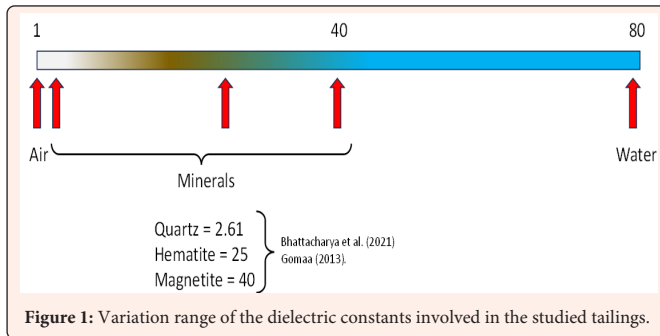 1 40 80
Air Water
Minerals
Quartz = 2.61
Hematite = 25
Magnetite = 40
Bhattacharya et al. (2021)
Gomaa (2013).
Figure 1: Variation range of the dielectric constants involved in the studied tailings.